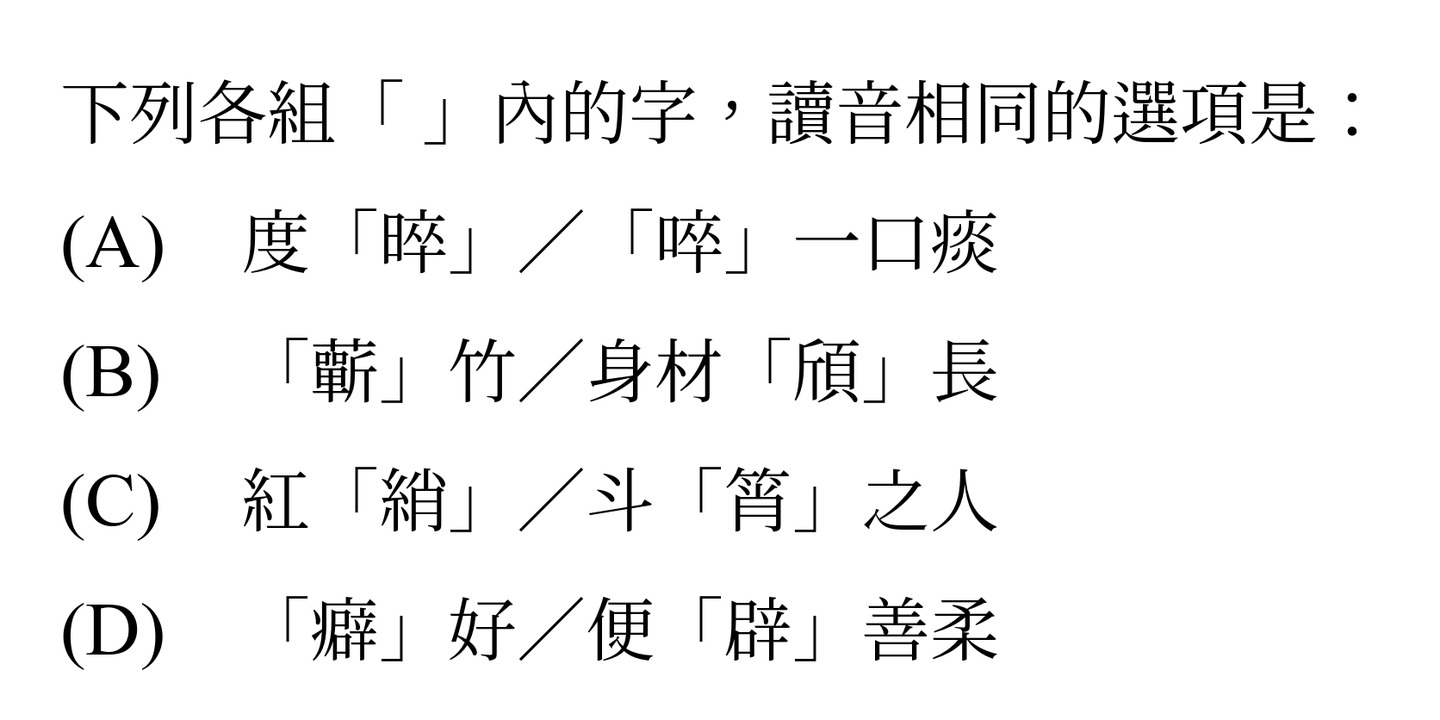 下列各組「 」內的字，讀音相同的選項是：
(A) 度「晬」／「啐」一口痰
(B) 「蘄」竹／身材「頎」長
(C) 紅「綃」／斗「筲」之人
(D) 「癖」好／便「辟」善柔